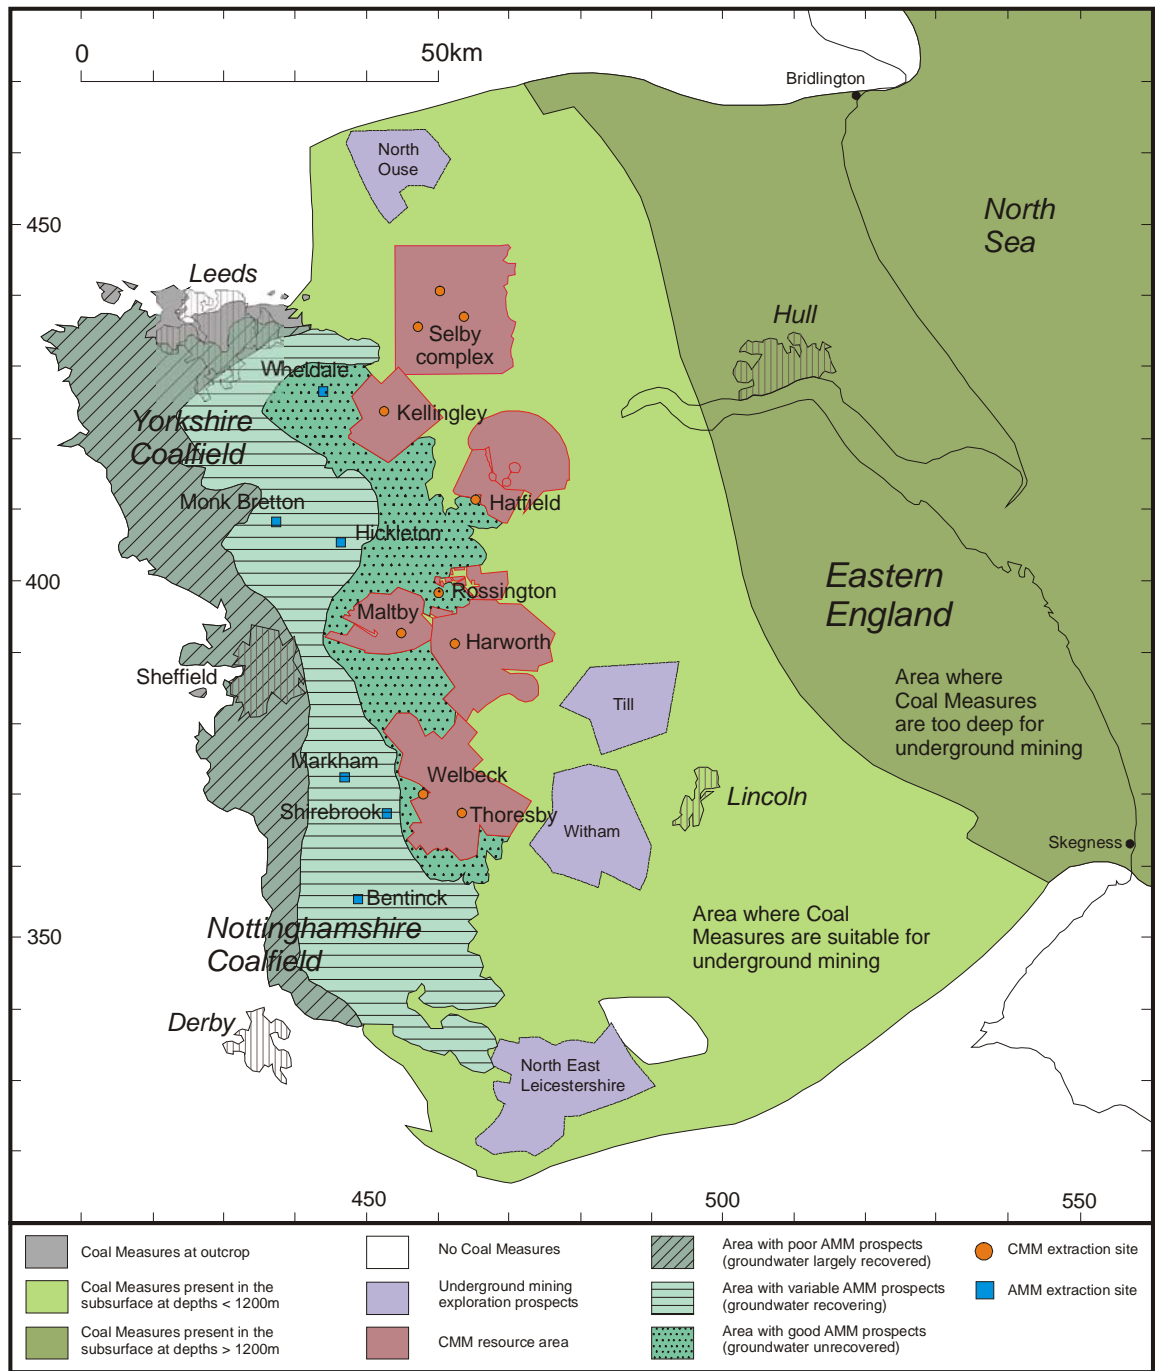 0
50km
Bridlington
North
Ouse
450
North
Sea
Leeds
Hull
Selby
complex
Wheldale
Kellingley
Yorkshire
Coalfield
Monk Bretton
Hatfield
Hickleton
400
Rossington
Eastern
England
Maltby
Harworth
Sheffield
Till
Area where
Coal Measures
are too deep for
underground mining
Markham
Welbeck
Lincoln
Shirebrook
Thoresby
Witham
Skegness
Bentinck
Nottinghamshire
Coalfield
Area where Coal
Measures are suitable for
underground mining
350
Derby
North East
Leicestershire
450
500
550
Coal Measures at outcrop
Coal Measures present in the
subsurface at depths < 1200m
Coal Measures present in the
subsurface at depths > 1200m
No Coal Measures
Underground mining
exploration prospects
CMM resource area
Area with poor AMM prospects
(groundwater largely recovered)
Area with variable AMM prospects
(groundwater recovering)
Area with good AMM prospects
(groundwater unrecovered)
CMM extraction site
AMM extraction site